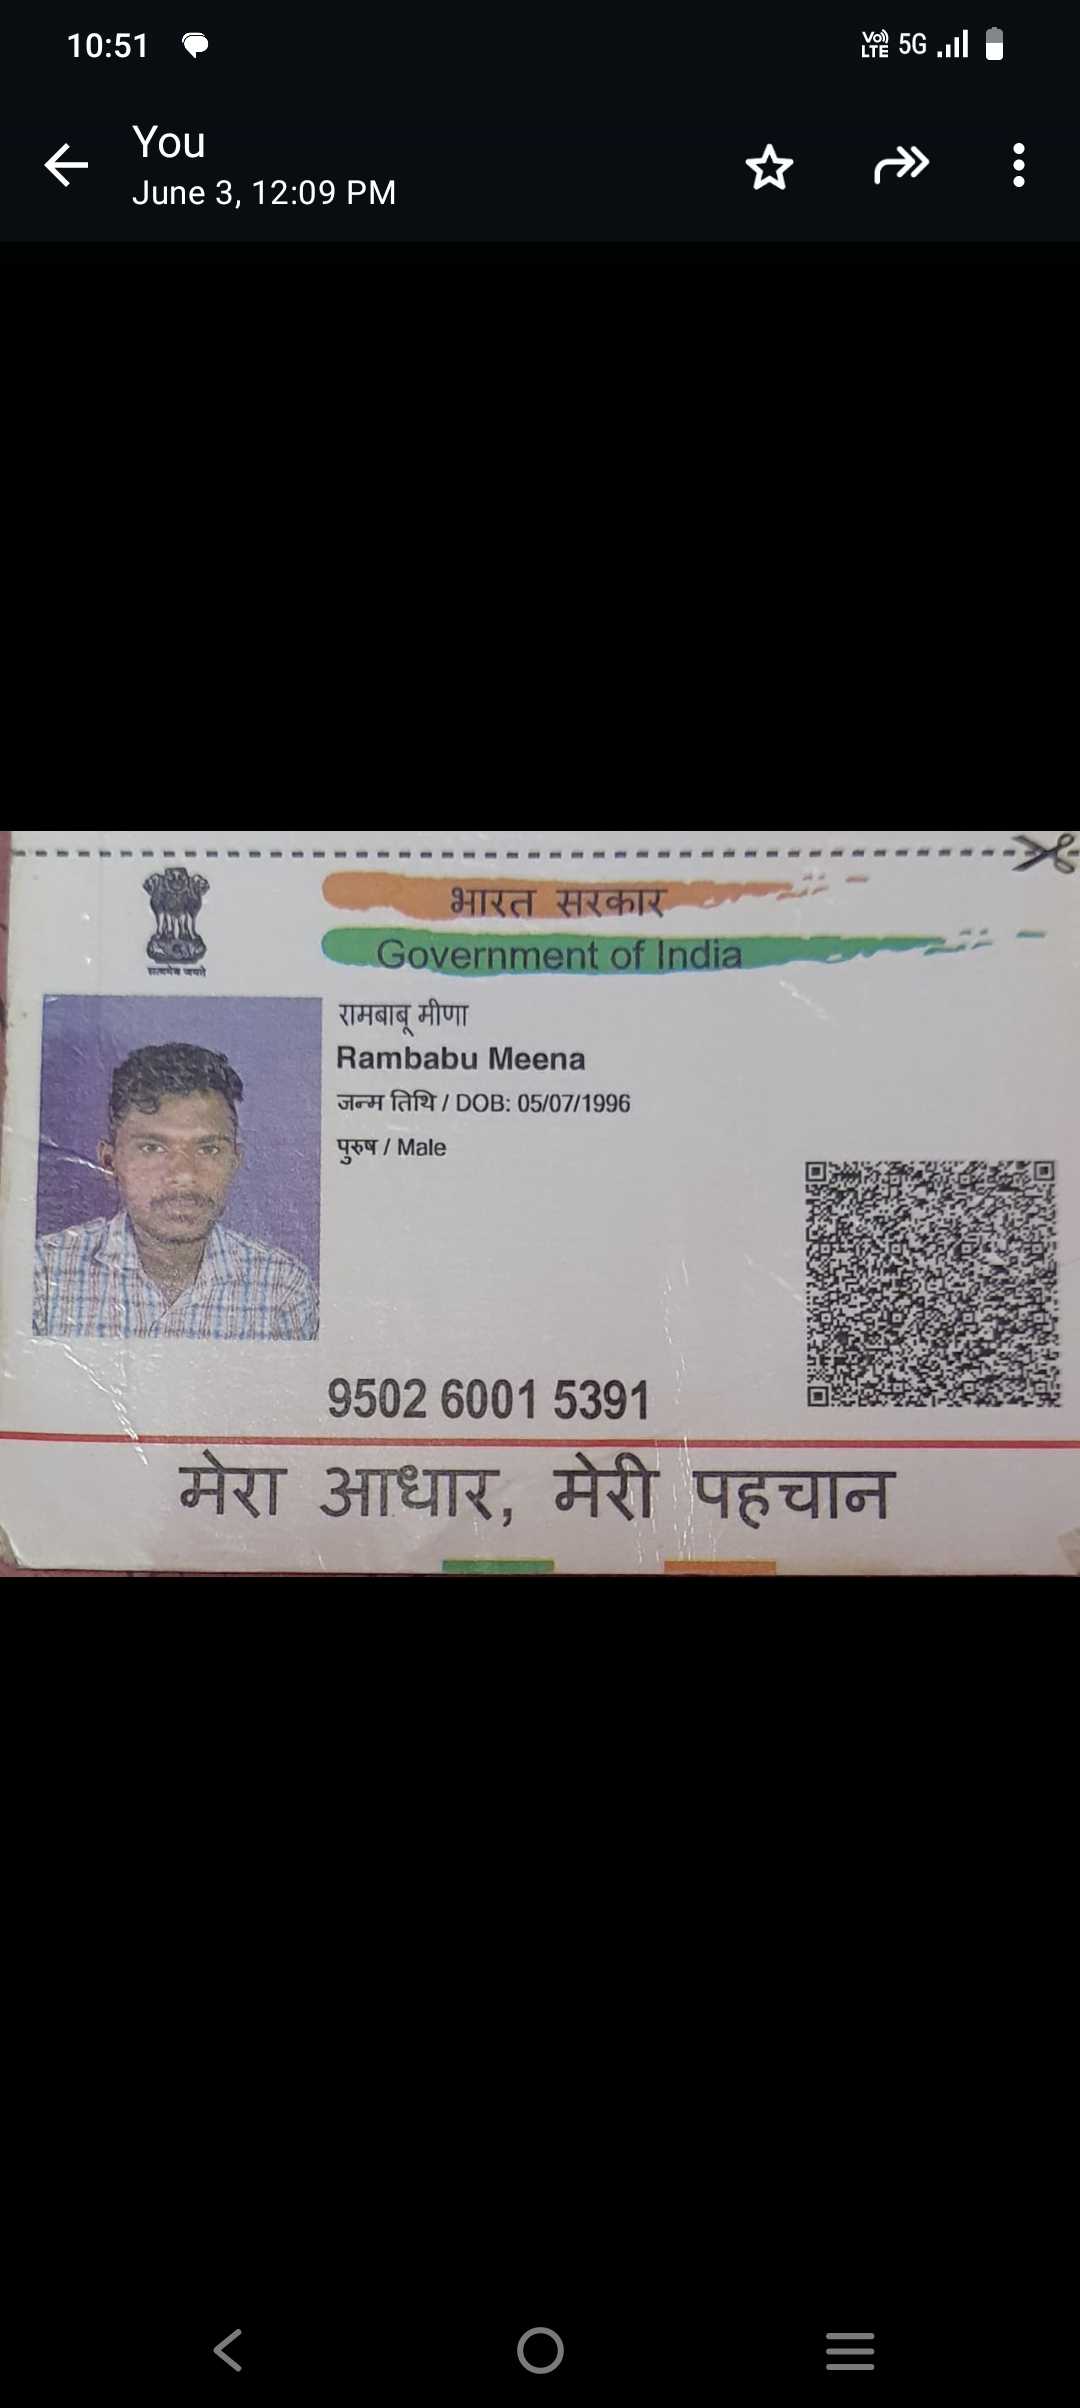 10:51
Vo)) LTE 5G
You
June 3, 12:09 PM
सत्यमेव जयते
भारत सरकार
Government of India
रामबाबू मीणा
Rambabu Meena
जन्म तिथि / DOB: 05/07/1996
पुरुष / Male
9502 6001 5391
मेरा आधार, मेरी पहचान